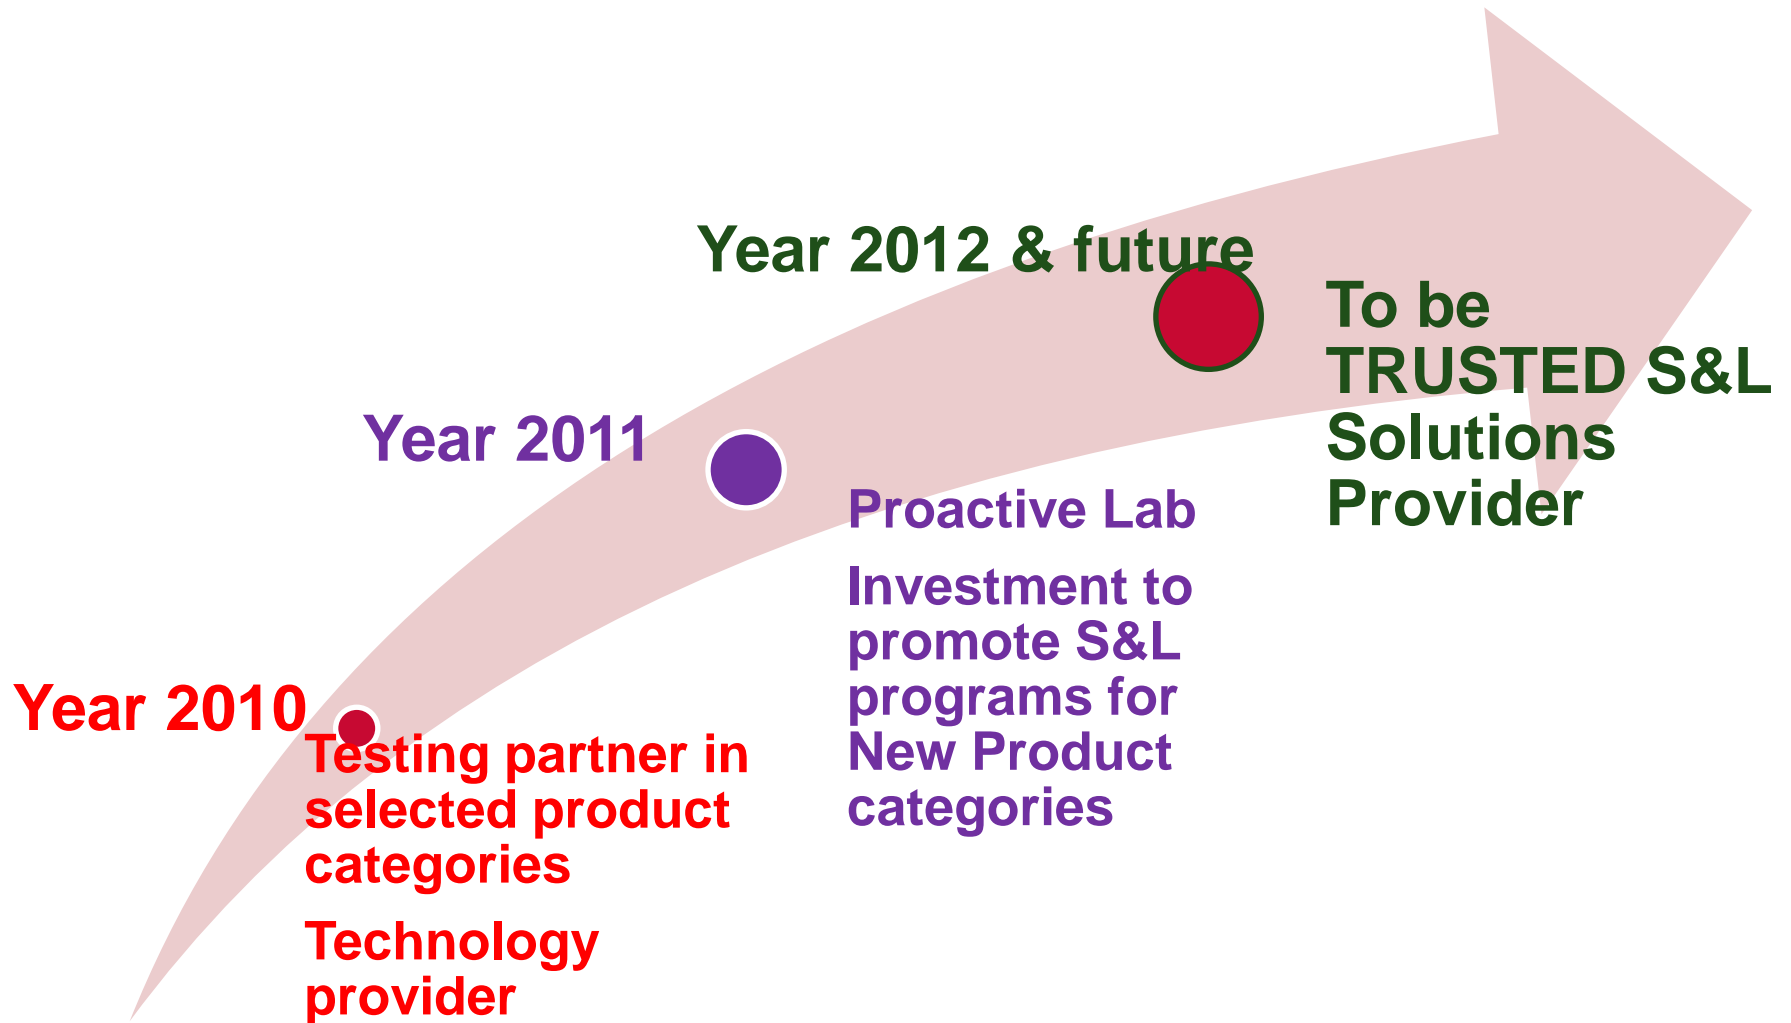 Year 2010
Testing partner in
selected product
categories
Technology
provider
Year 2011
Proactive Lab
Investment to
promote S&L
programs for
New Product
categories
Year 2012 & future
To be
TRUSTED S&L
Solutions
Provider